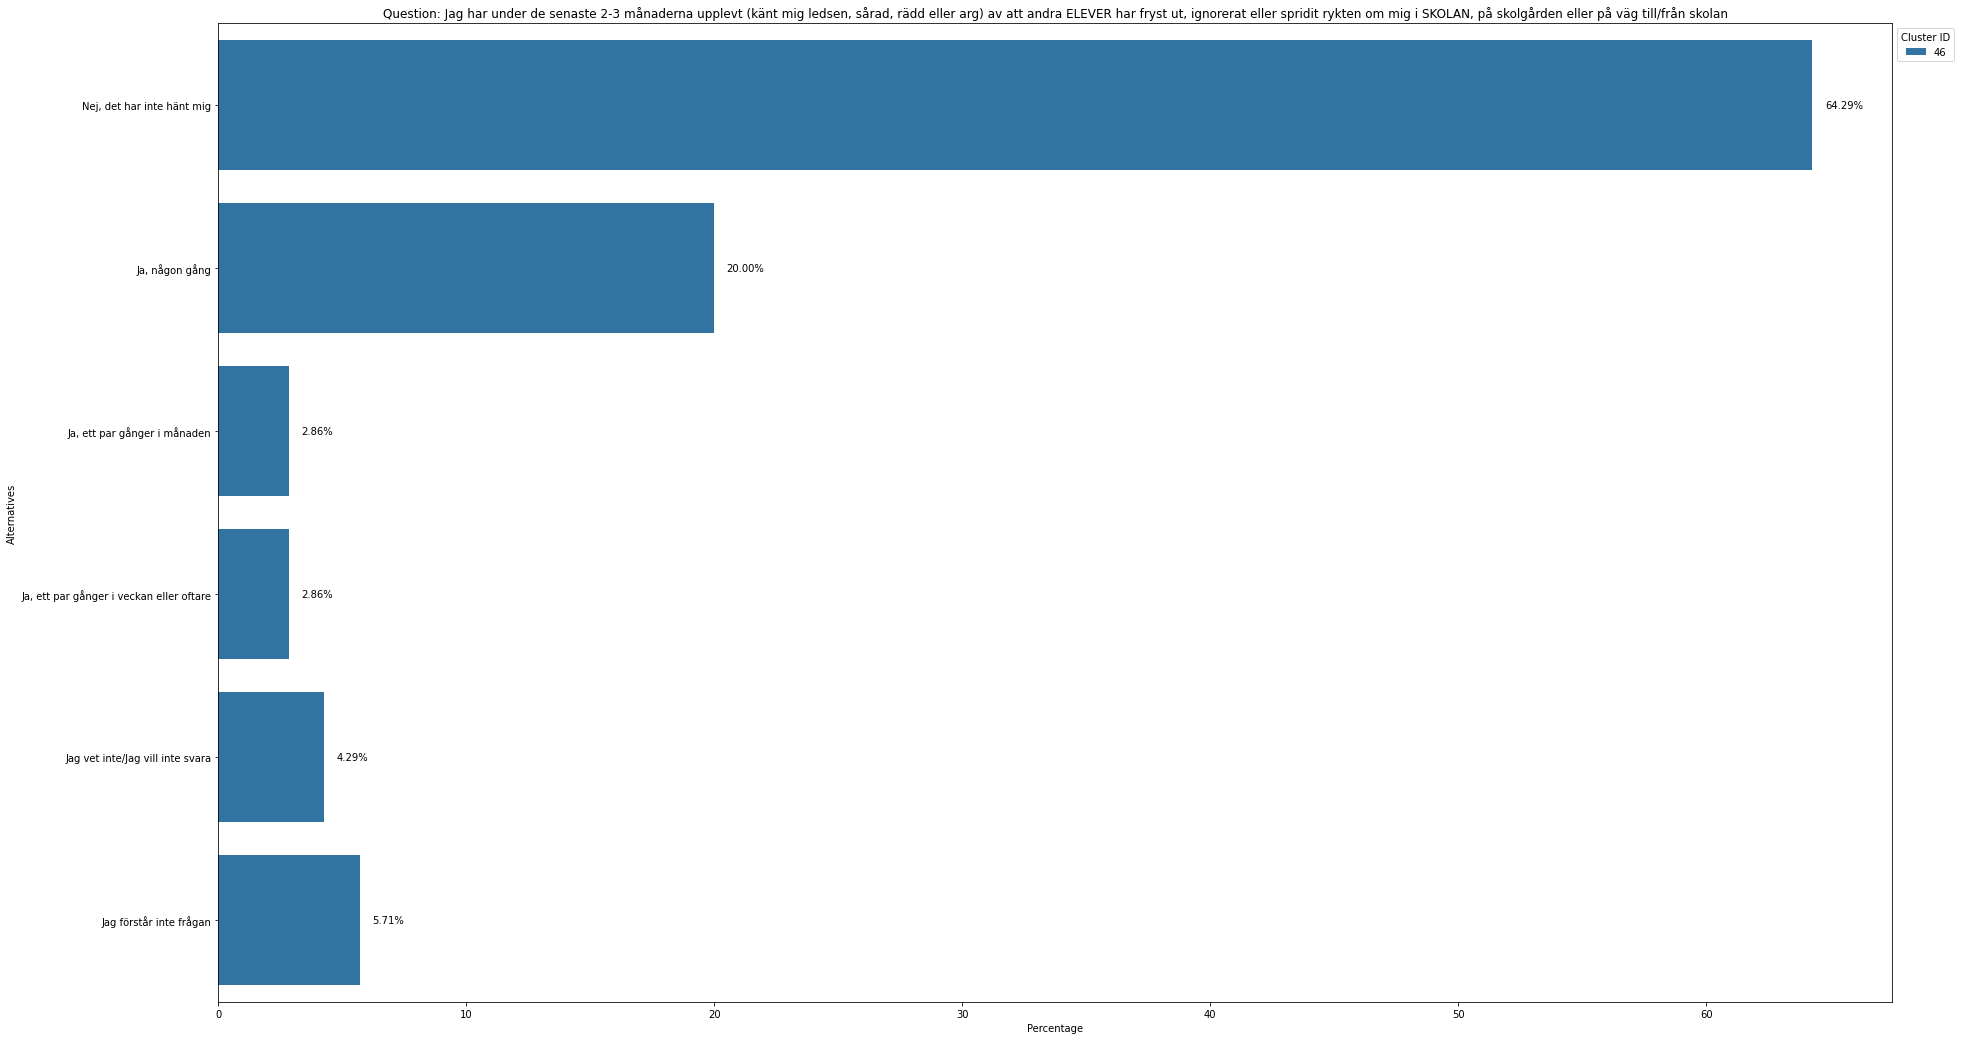 Question: Jag har under de senaste 2-3 månaderna upplevt (känt mig ledsen, sårad, rädd eller arg) av att andra ELEVER har fryst ut, ignorerat eller spridit rykten om mig i SKOLAN, på skolgården eller på väg till/från skolan
Cluster ID
46
Nej, det har inte hänt mig
64.29%
Ja, någon gång
20.00%
Ja, ett par gånger i månaden
2.86%
Ja, ett par gånger i veckan eller oftare
2.86%
Jag vet inte/Jag vill inte svara
4.29%
Jag förstår inte frågan
5.71%
Alternatives
0 10 20 30 40 50 60
Percentage